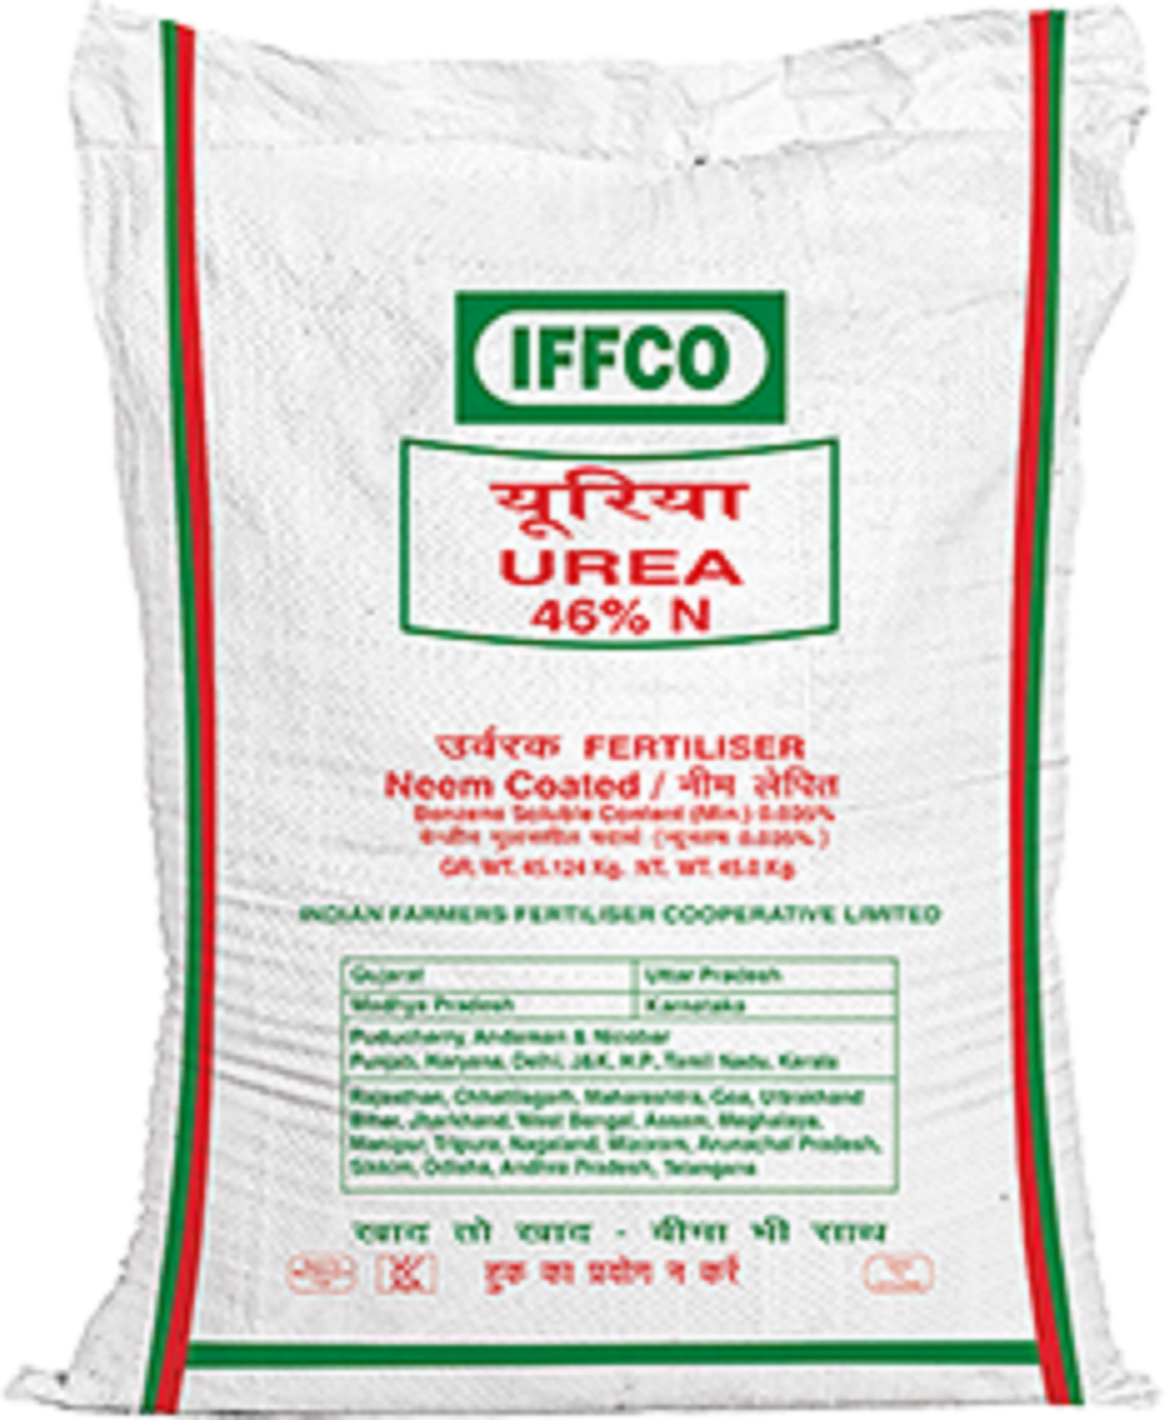 IFFCO
यूरिया
UREA
46% N
उर्वरक FERTILISER
Neem Coated / नीम लेपित
Benzene Soluble Content (Min.)
GR. WT. 45.124 Kg. NT. WT. 45.0 Kg.
INDIAN FARMERS FERTILISER COOPERATIVE LIMITED
Gujarat Uttar Pradesh
Madhya Pradesh Karnataka
Puducherry, Andaman & Nicobar
Punjab, Haryana, Delhi, J&K, H.P., Tamil Nadu, Kerala
Rajasthan, Chhattisgarh, Maharashtra, Goa, Uttrakhand
Bihar, Jharkhand, West Bengal, Assam, Meghalaya,
Manipur, Tripura, Nagaland, Mizoram, Arunachal Pradesh,
Sikkim, Odisha, Andhra Pradesh, Telangana
खाद तो खाद - बीमा भी साथ
हुक का प्रयोग न करें